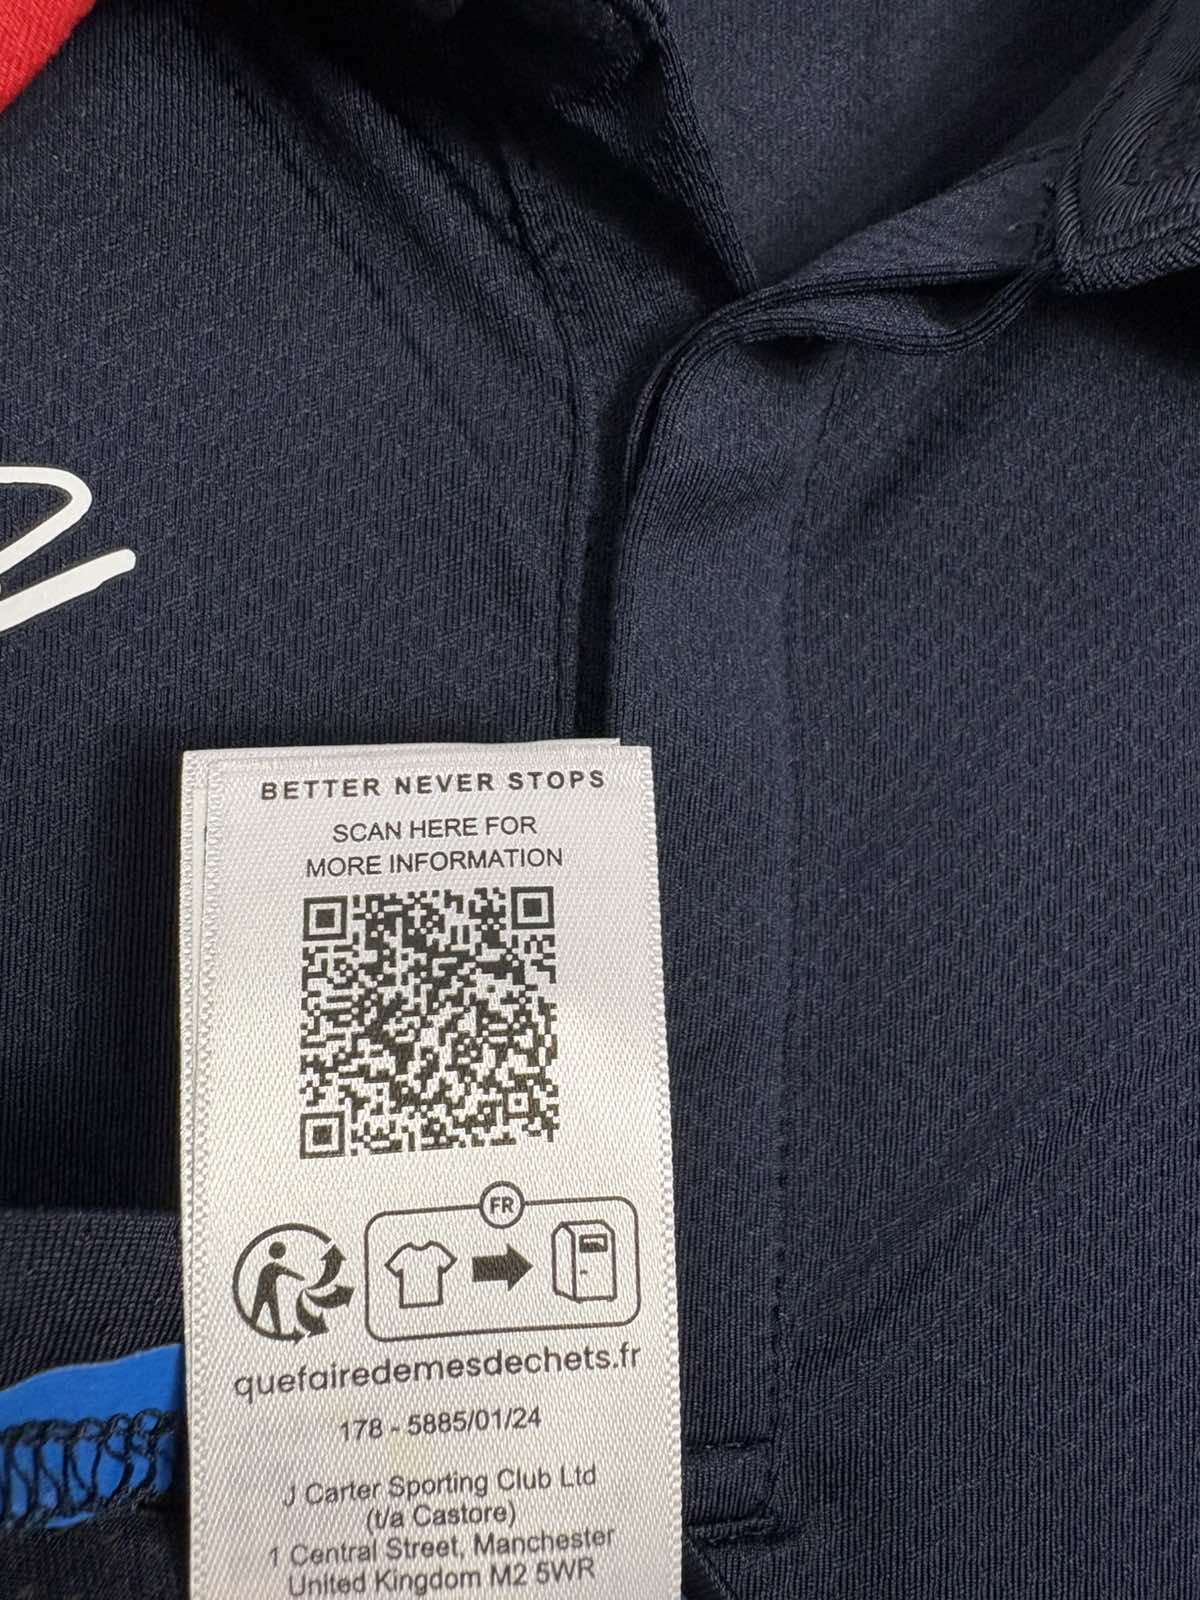 BETTER NEVER STOPS
SCAN HERE FOR
MORE INFORMATION
FR
quefairedemesdechets.fr
178 - 5885/01/24
J Carter Sporting Club Ltd
(t/a Castore)
1 Central Street, Manchester
United Kingdom M2 5WR